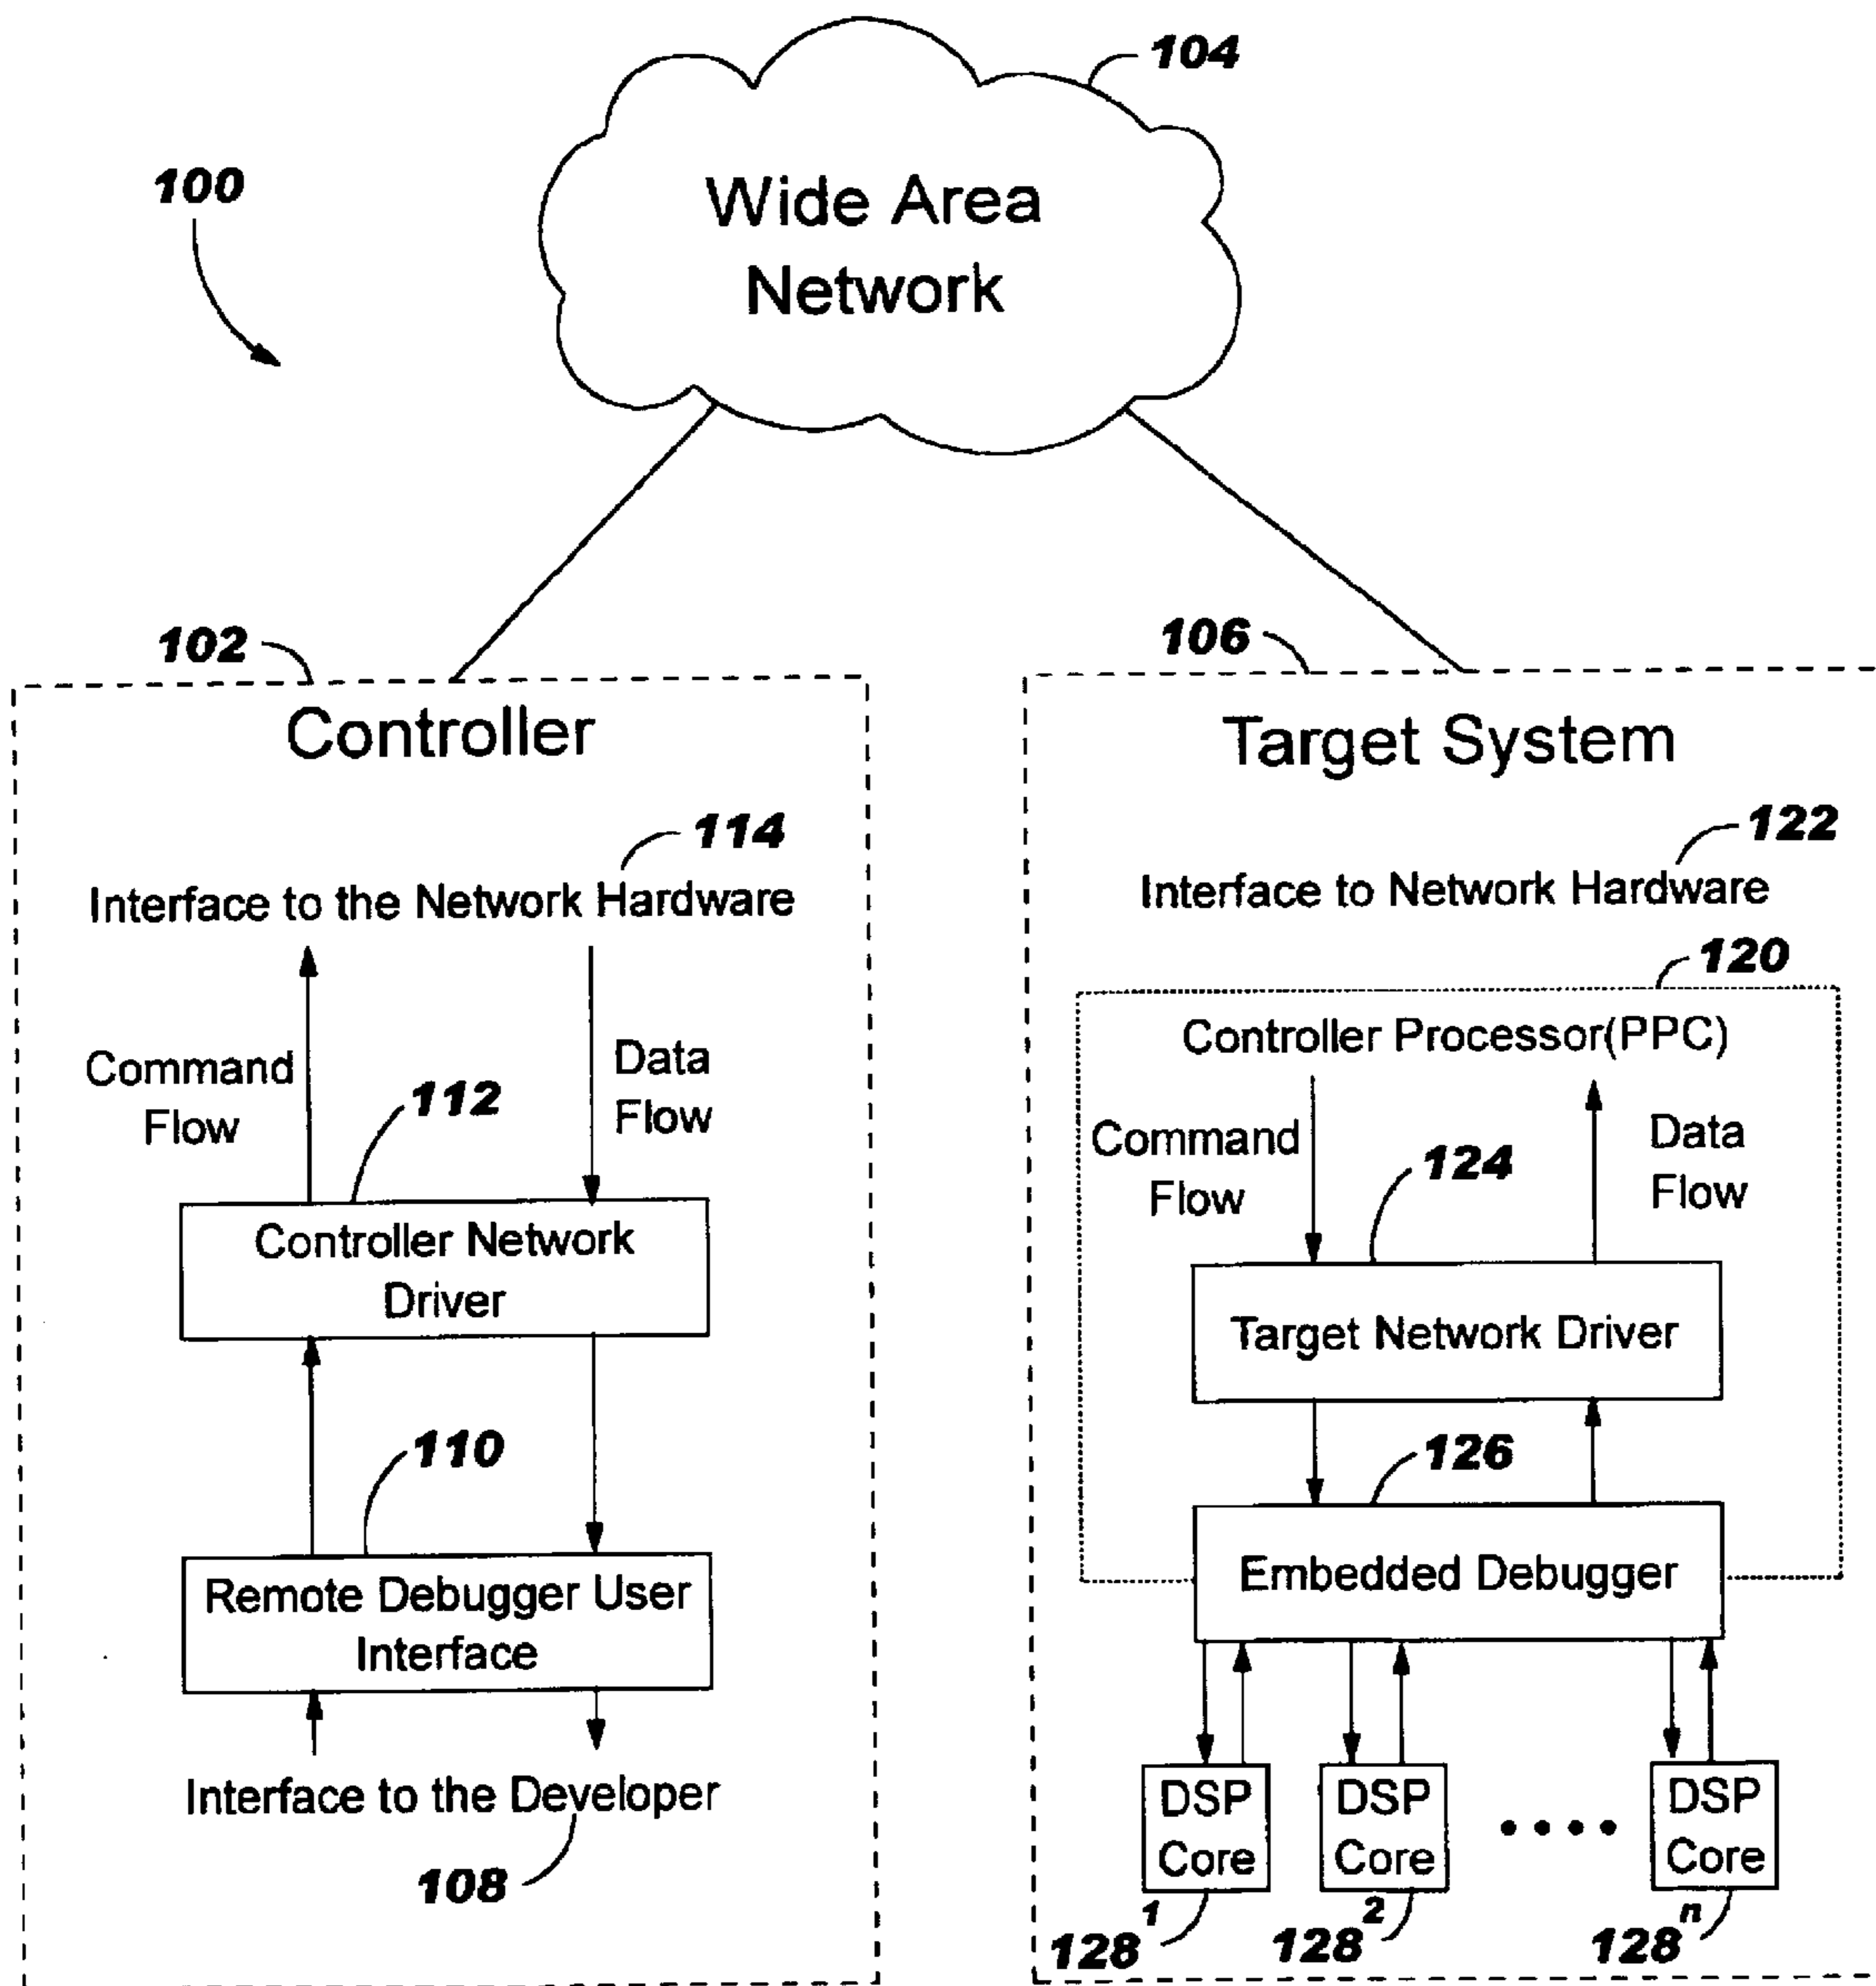 104
100
Wide Area
Network
102
Controller
114
Interface to the Network Hardware
Command
Flow
Data
Flow
112
Controller Network
Driver
110
Remote Debugger User
Interface
Interface to the Developer
108
106
Target System
122
Interface to Network Hardware
120
Controller Processor(PPC)
Command
Flow
Data
Flow
124
Target Network Driver
126
Embedded Debugger
DSP
Core
DSP
Core
DSP
Core
128 1
128 2
128 n